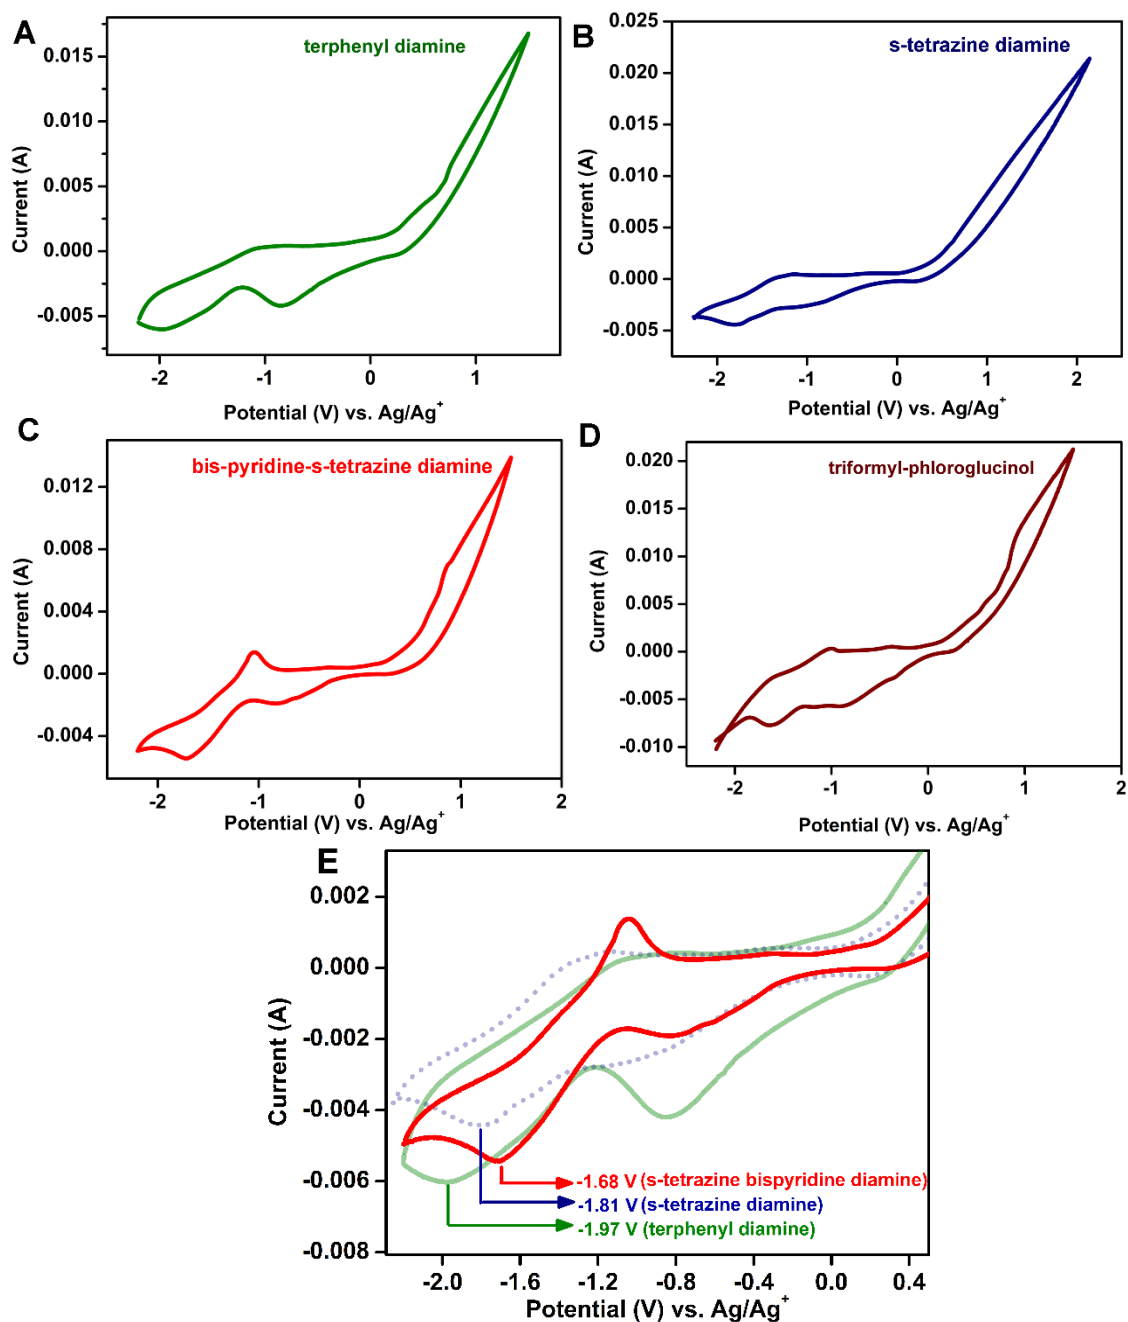 A
terphenyl diamine
0.015
0.010
0.005
0.000
-0.005
Current (A)
-2 -1 0 1
Potential (V) vs. Ag/Ag⁺
B
s-tetrazine diamine
0.025
0.020
0.015
0.010
0.005
0.000
-0.005
Current (A)
-2 -1 0 1 2
Potential (V) vs. Ag/Ag⁺
C
bis-pyridine-s-tetrazine diamine
0.012
0.008
0.004
0.000
-0.004
Current (A)
-2 -1 0 1 2
Potential (V) vs. Ag/Ag⁺
D
triformyl-phloroglucinol
0.020
0.015
0.010
0.005
0.000
-0.005
-0.010
Current (A)
-2 -1 0 1 2
Potential (V) vs. Ag/Ag⁺
E
0.002
0.000
-0.002
-0.004
-0.006
-0.008
Current (A)
-1.68 V (s-tetrazine bispyridine diamine)
-1.81 V (s-tetrazine diamine)
-1.97 V (terphenyl diamine)
-2.0 -1.6 -1.2 -0.8 -0.4 0.0 0.4
Potential (V) vs. Ag/Ag⁺